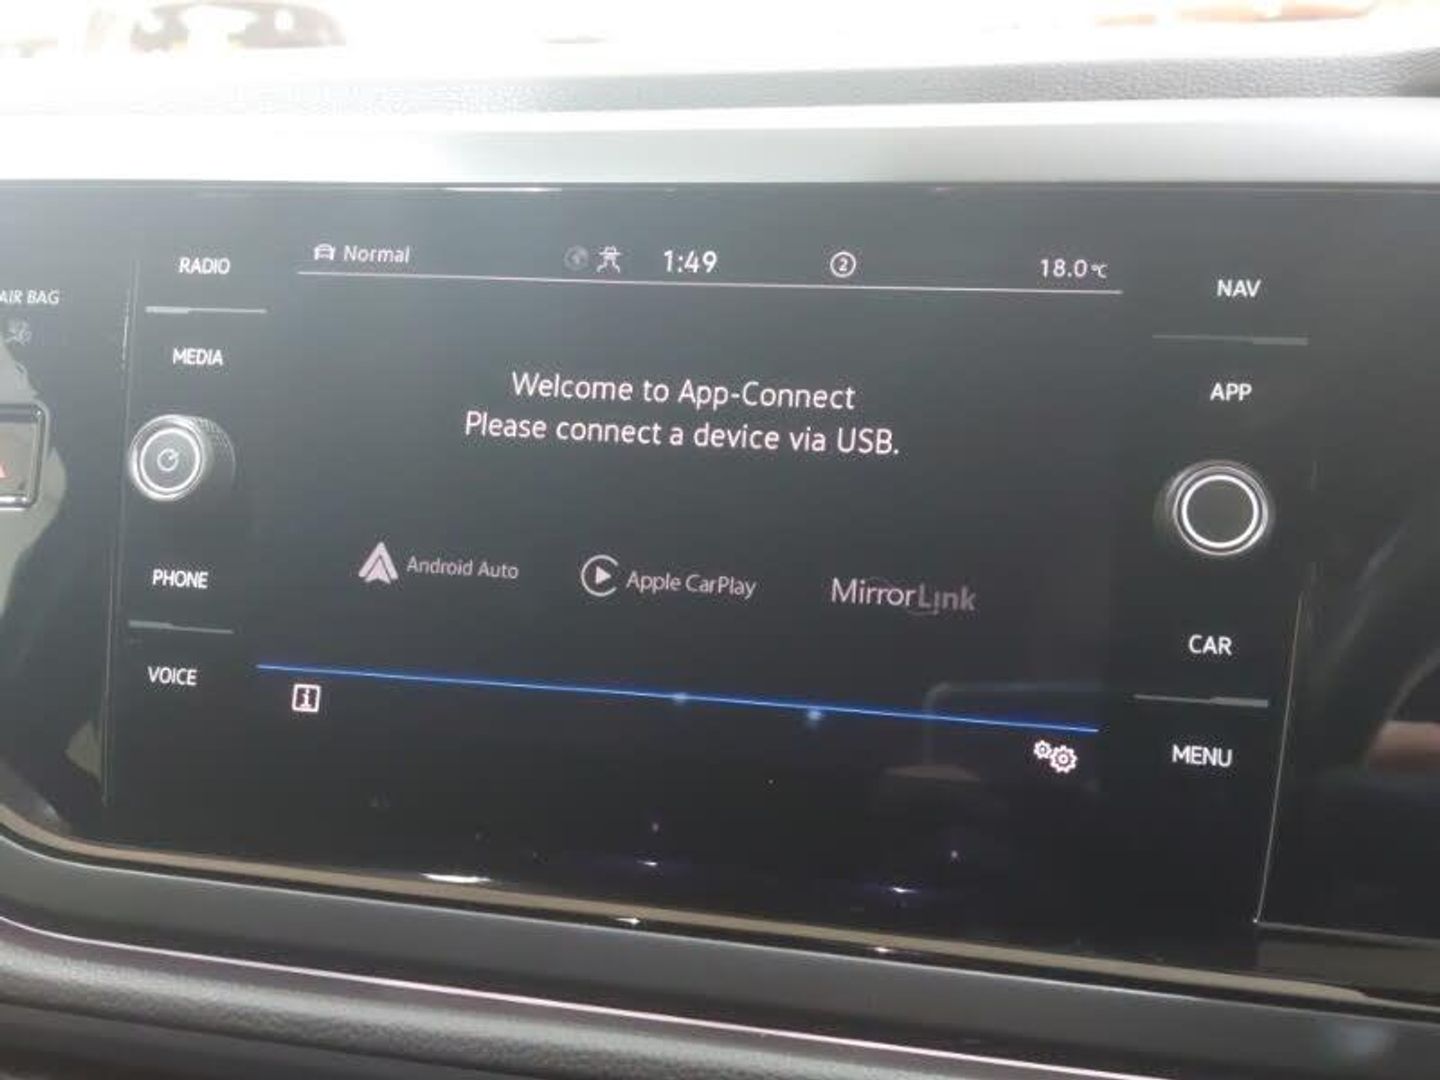 AIR BAG
RADIO
MEDIA
PHONE
VOICE
Normal
1:49
2
18.0°C
Welcome to App-Connect
Please connect a device via USB.
Android Auto
Apple CarPlay
MirrorLink
i
NAV
APP
CAR
MENU